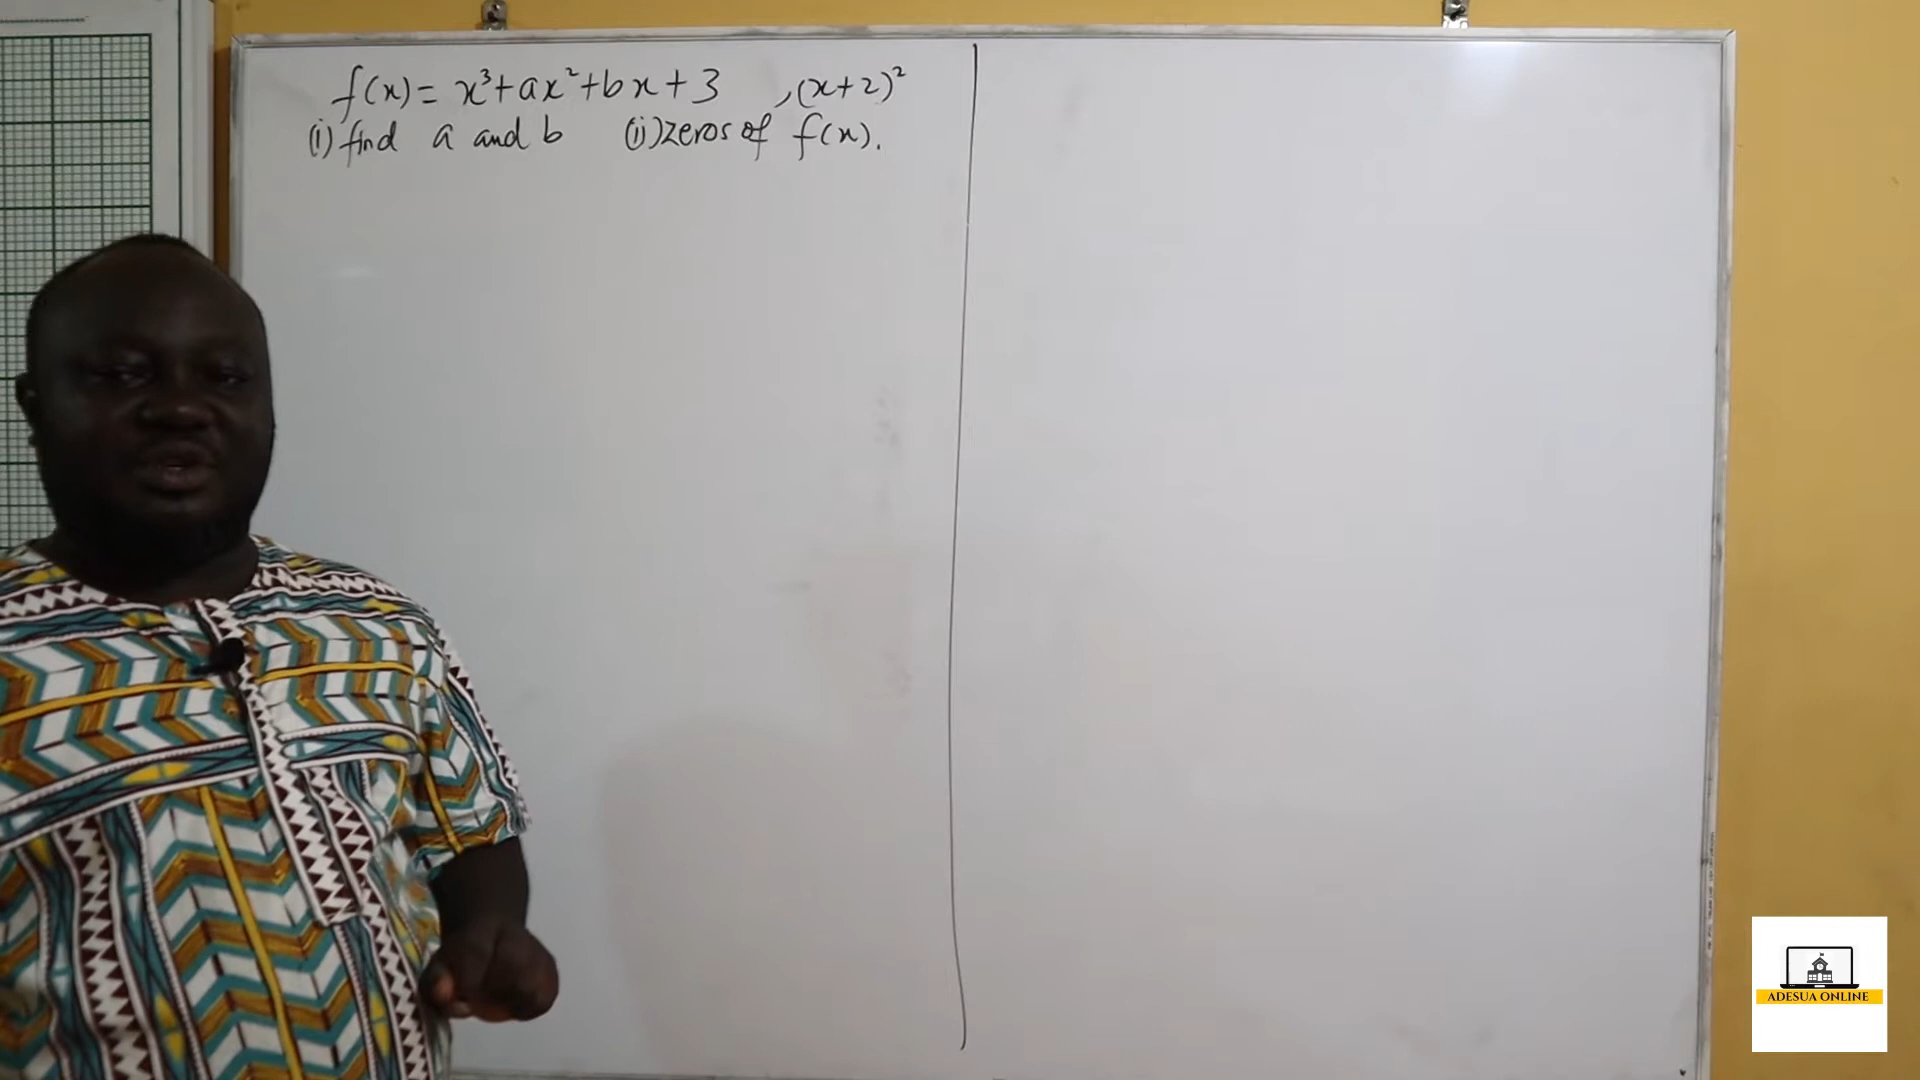 f(x) = x³+ax²+bx+3 , (x+2)²
(i) find a and b (ii) zeros of f(x).
ADESUA ONLINE